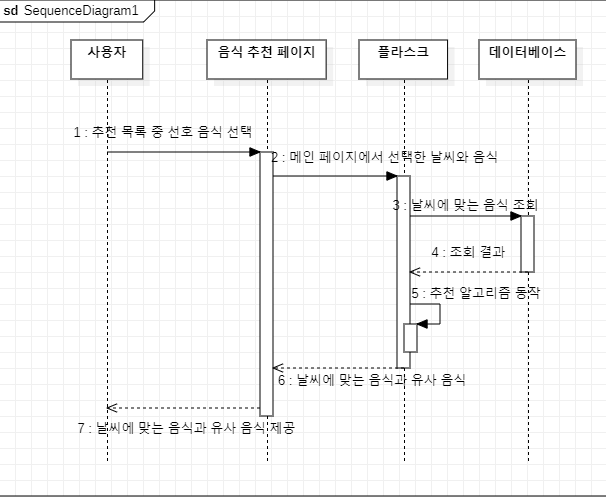 sd SequenceDiagram1
사용자
음식 추천 페이지
플라스크
데이터베이스
1 : 추천 목록 중 선호 음식 선택
2 : 메인 페이지에서 선택한 날씨와 음식
3 : 날씨에 맞는 음식 조회
4 : 조회 결과
5 : 추천 알고리즘 동작
6 : 날씨에 맞는 음식과 유사 음식
7 : 날씨에 맞는 음식과 유사 음식 제공